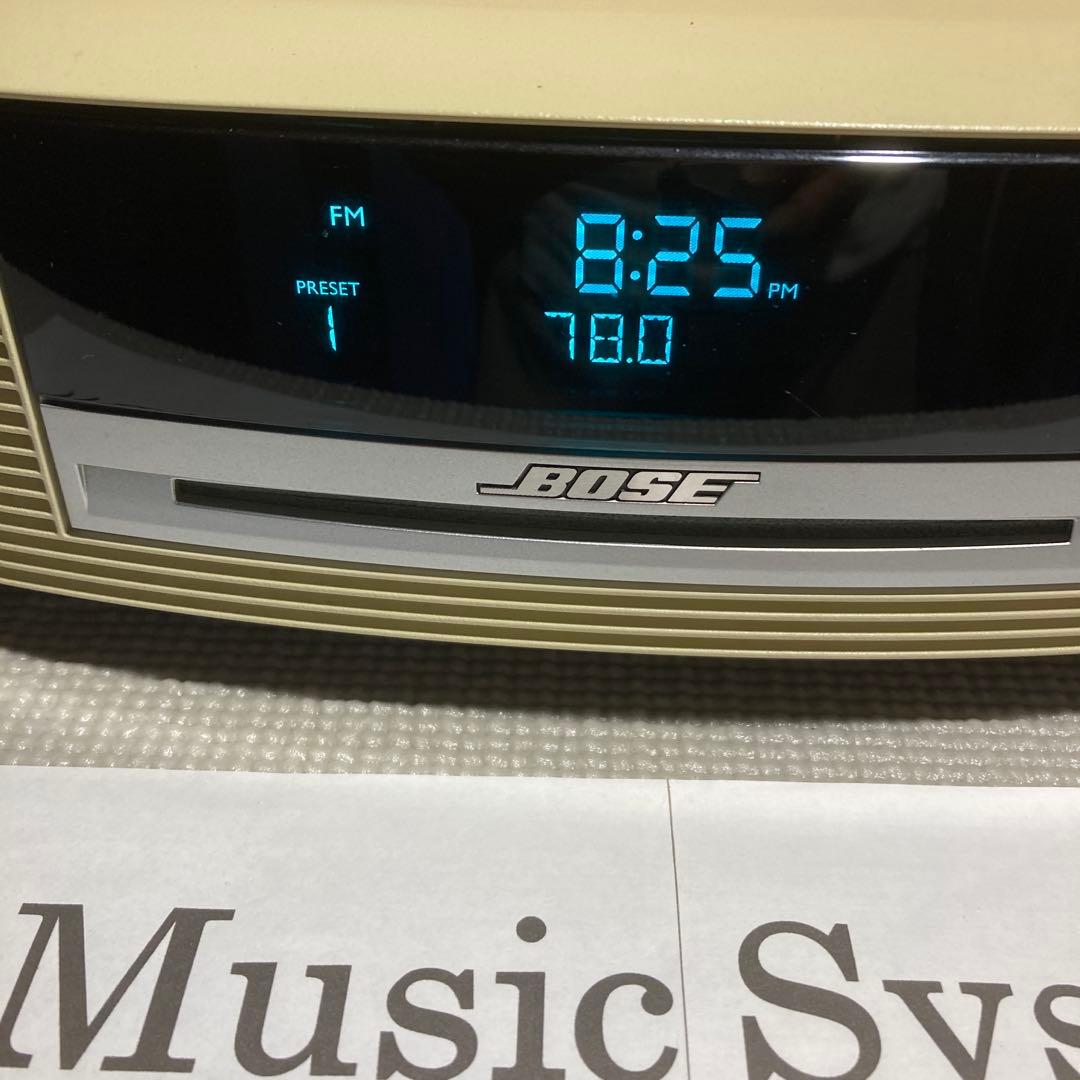 FM 8:25 PM
PRESET
1 78.0
BOSE
Music Sys